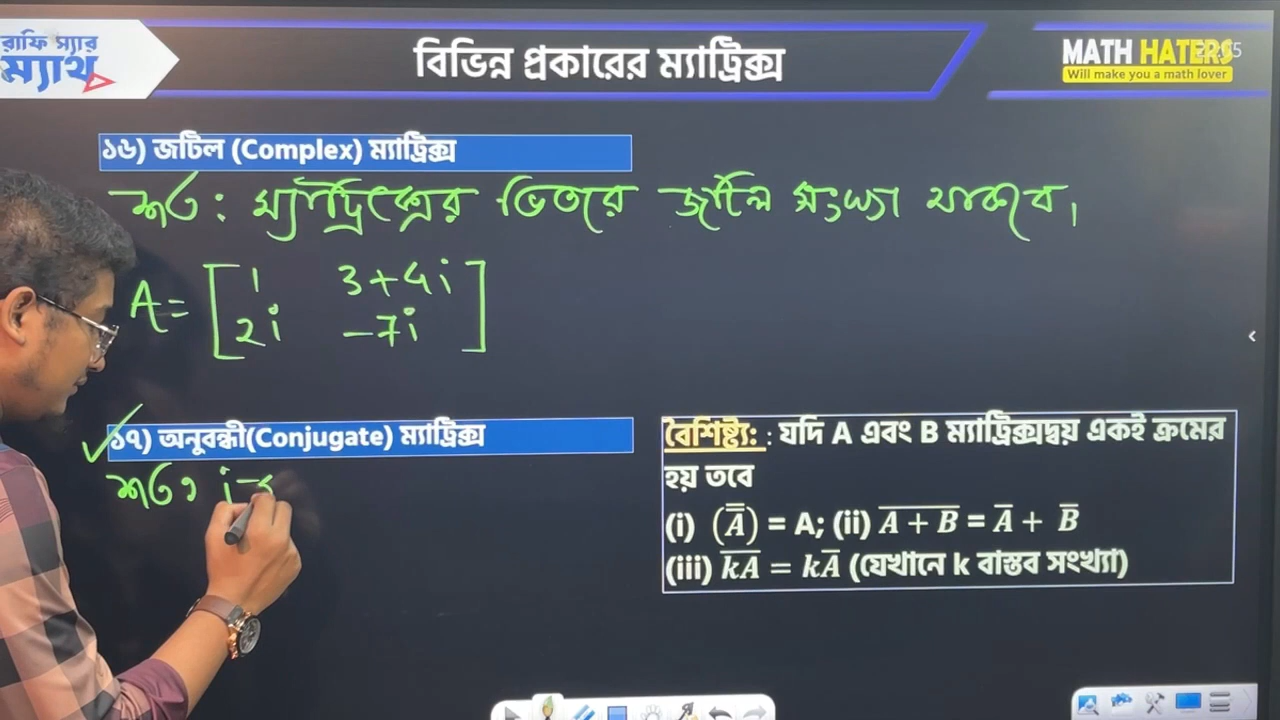 রাফি স্যার
ম্যাথ
বিভিন্ন প্রকারের ম্যাট্রিক্স
MATH HATERS
Will make you a math lover
১৬) জটিল (Complex) ম্যাট্রিক্স
শর্ত : ম্যাট্রিক্সের ভিতরে জটিল সংখ্যা থাকবে।
A = [ 1 3+4i
2i -7i ]
১৭) অনুবন্ধী(Conjugate) ম্যাট্রিক্স
শর্ত : i
বৈশিষ্ট্য: : যদি A এবং B ম্যাট্রিক্সদ্বয় একই ক্রমের
হয় তবে
(i) (A̿) = A; (ii) A̅ ̅+̅ ̅B̅ = A̅ + B̅
(iii) k̅A̅ = kA̅ (যেখানে k বাস্তব সংখ্যা)